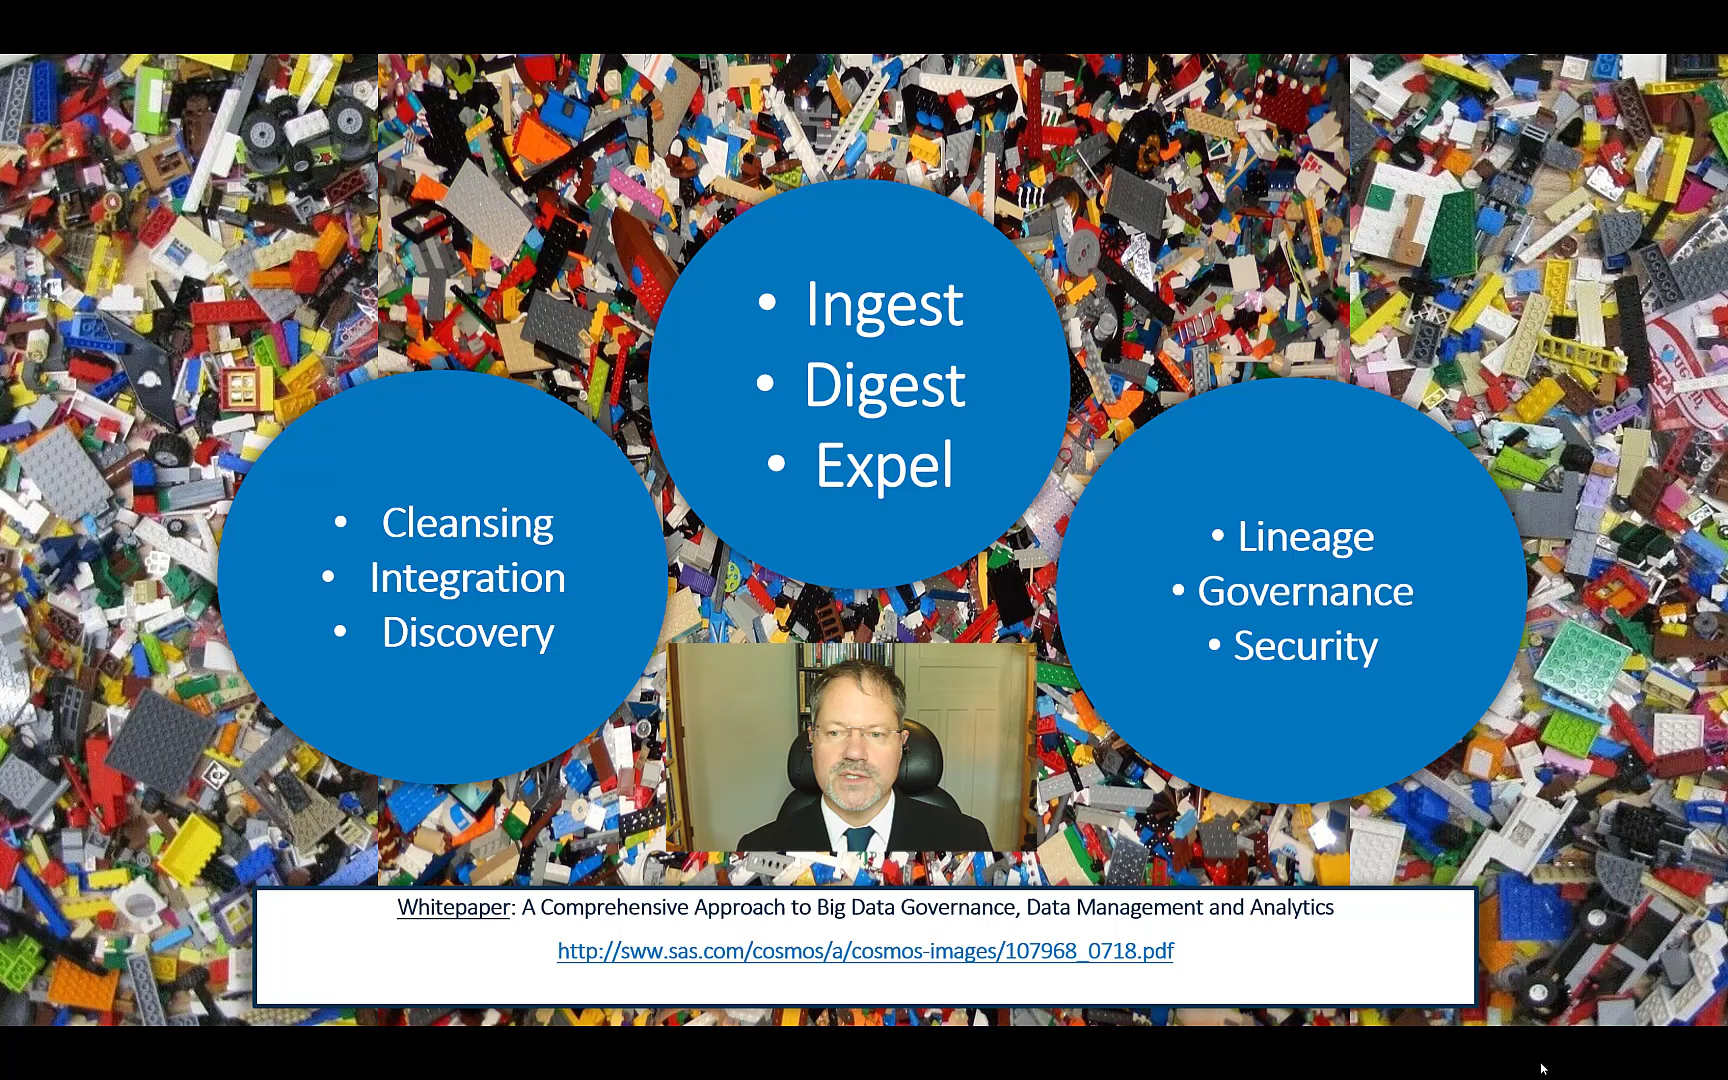 • Ingest
• Digest
• Expel
• Cleansing
• Integration
• Discovery
• Lineage
• Governance
• Security
Whitepaper: A Comprehensive Approach to Big Data Governance, Data Management and Analytics
http://sww.sas.com/cosmos/a/cosmos-images/107968_0718.pdf